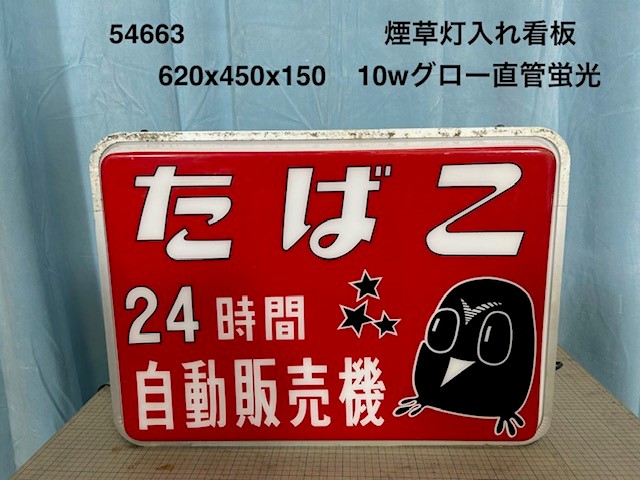 54663 煙草灯入れ看板
620x450x150 10wグロー直管蛍光
たばこ
24時間
自動販売機